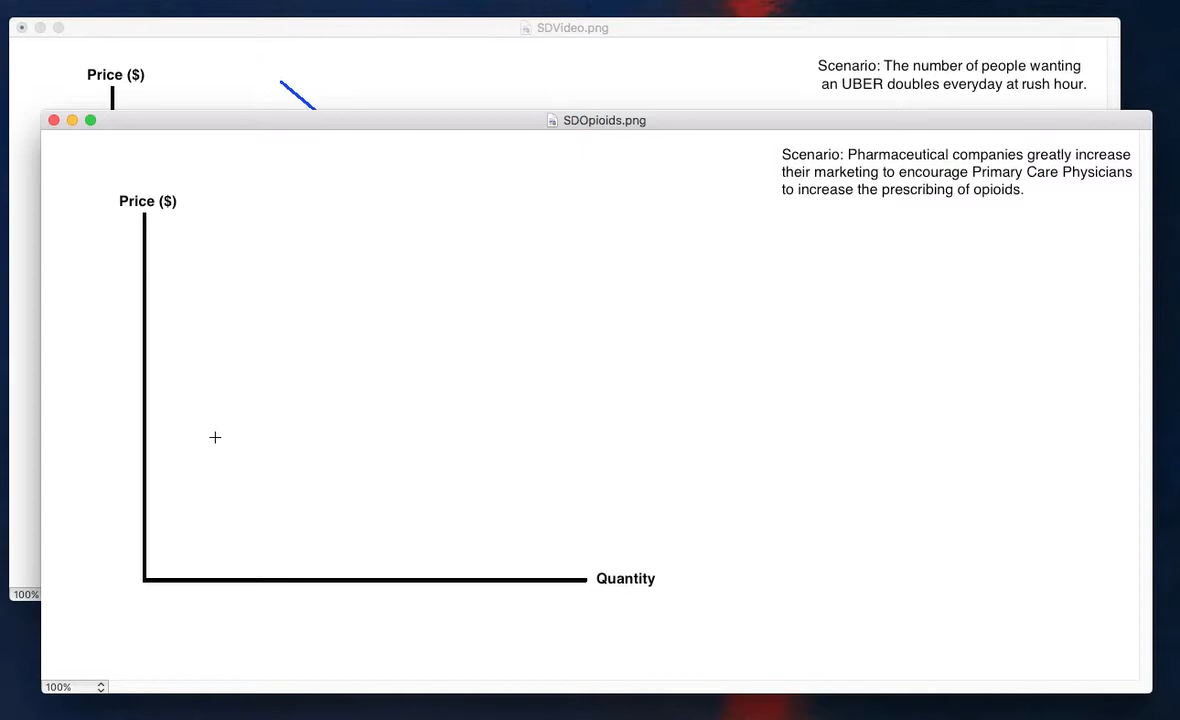 SDVideo.png
Price ($)
Scenario: The number of people wanting
an UBER doubles everyday at rush hour.
SDOpioids.png
Scenario: Pharmaceutical companies greatly increase
their marketing to encourage Primary Care Physicians
to increase the prescribing of opioids.
Price ($)
Quantity
100%
100%